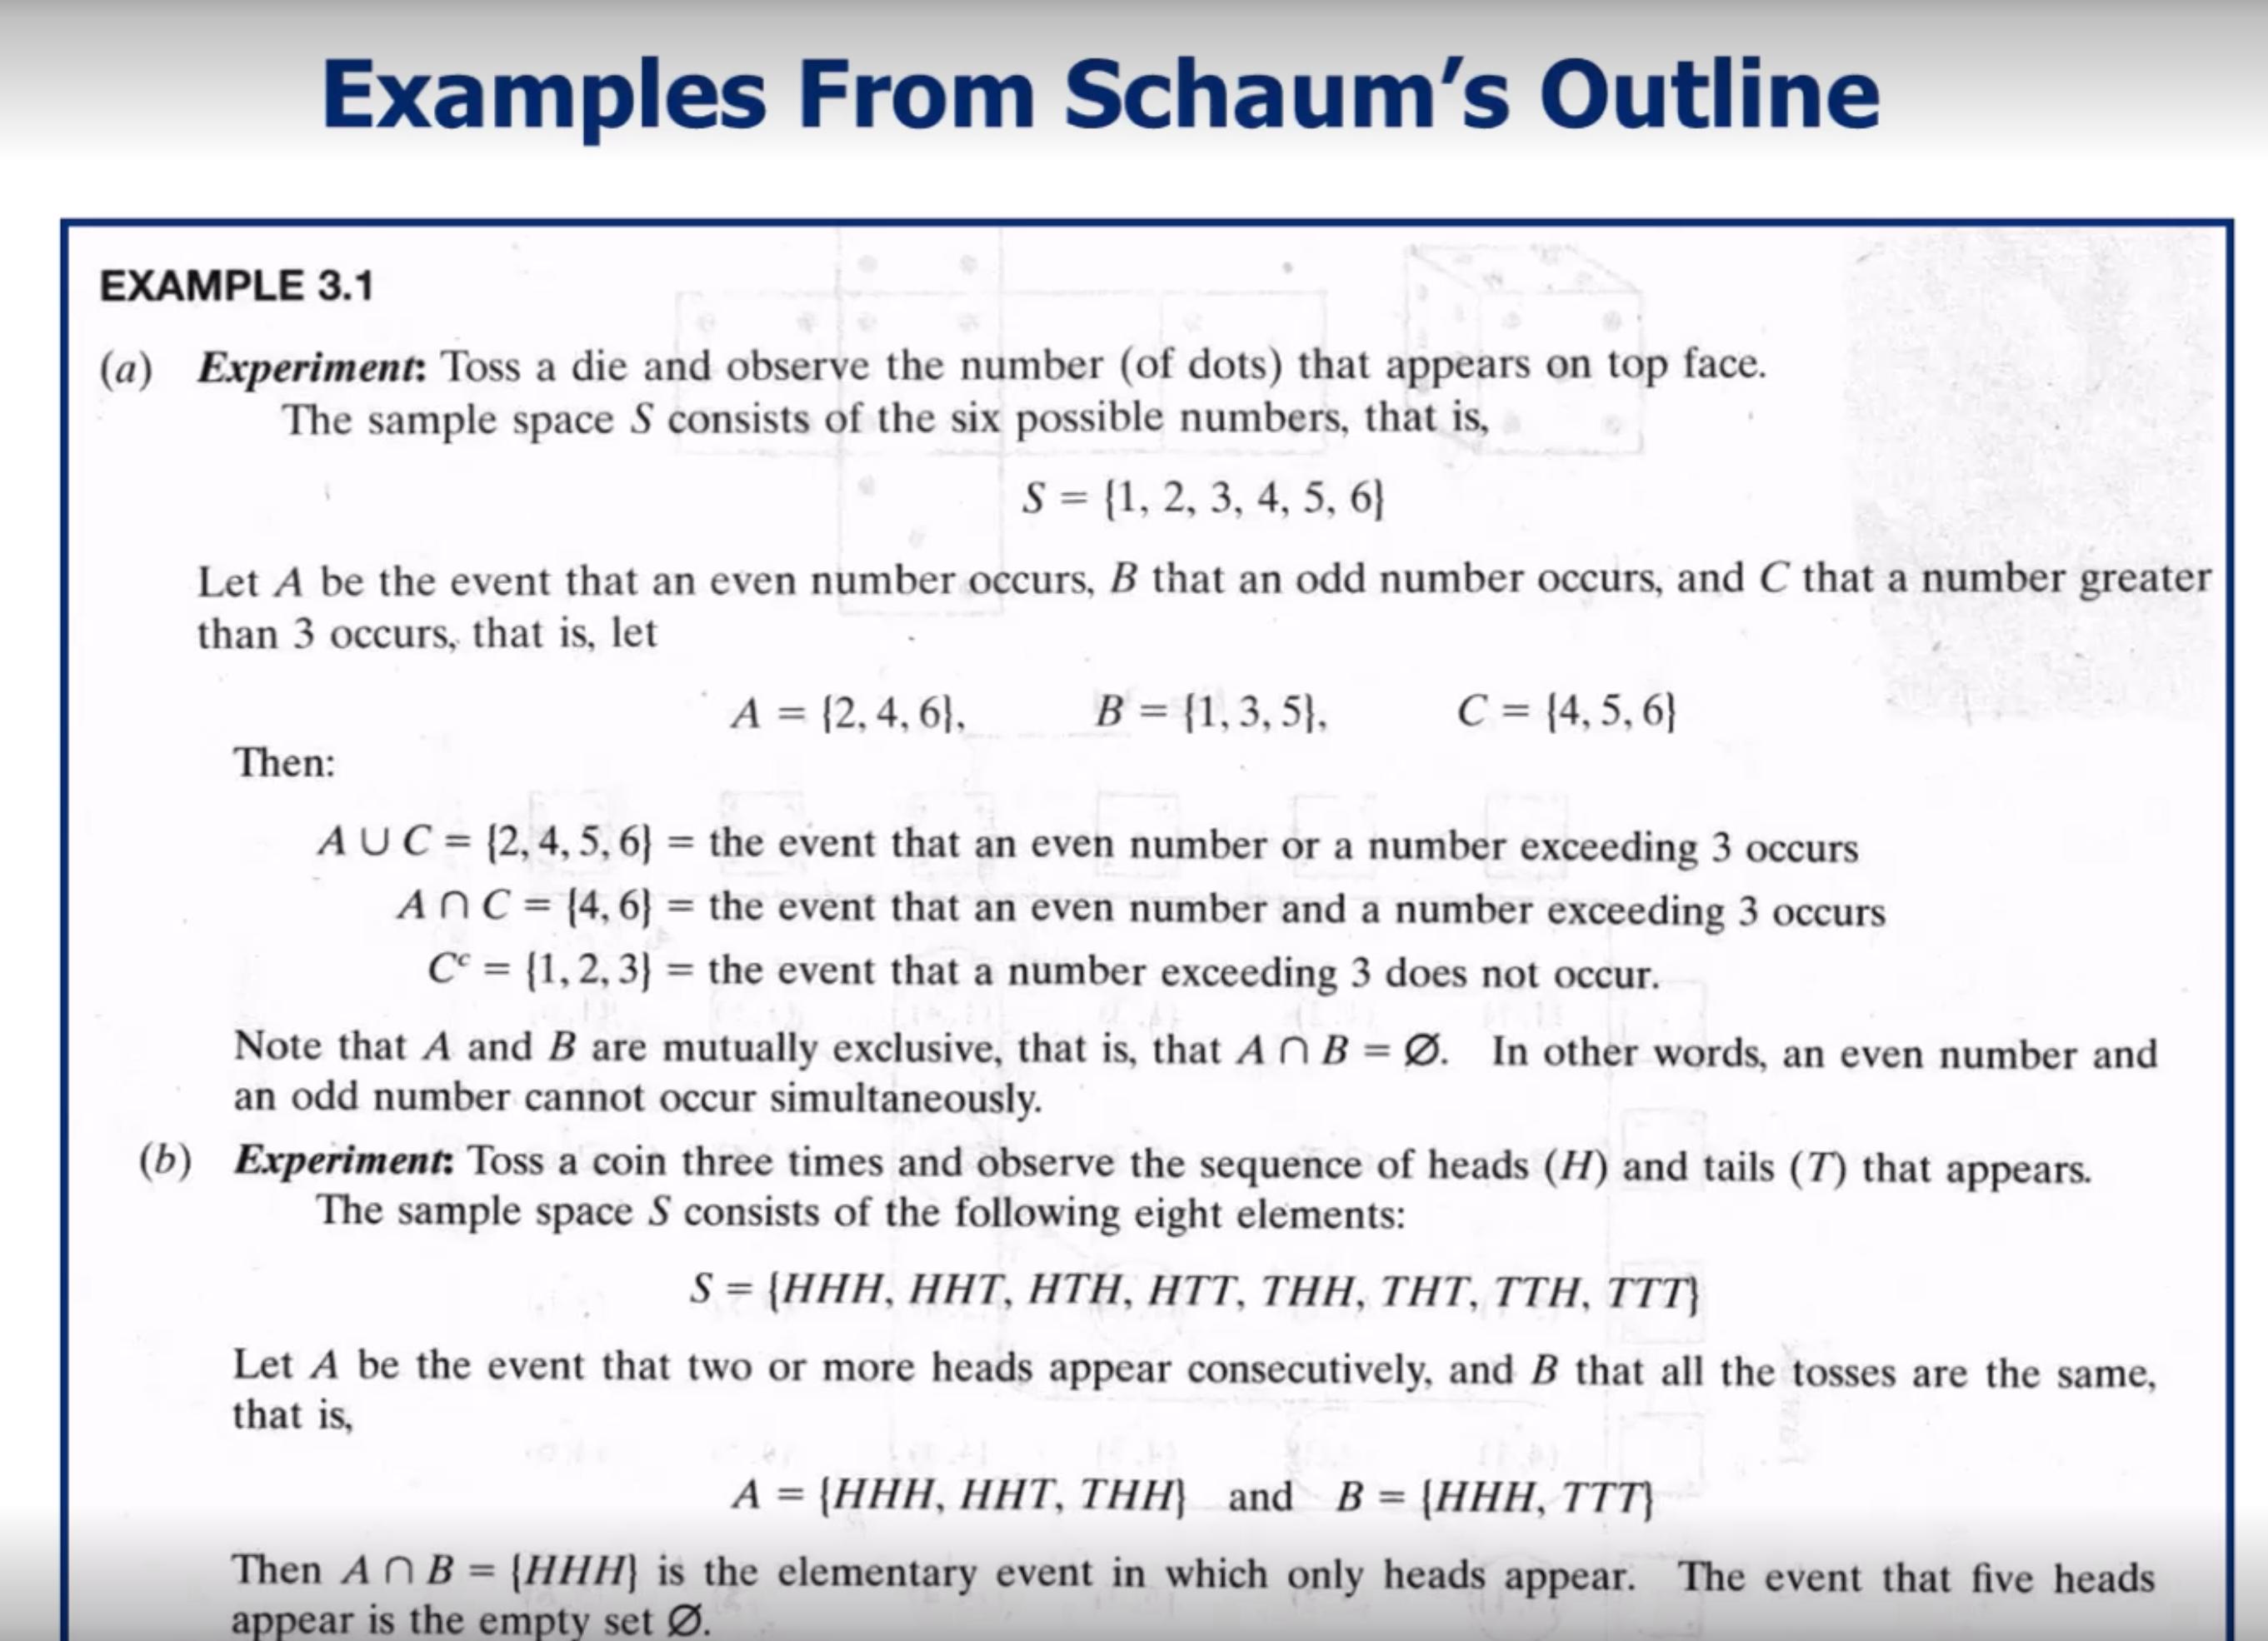 Examples From Schaum's Outline
EXAMPLE 3.1
(a) Experiment: Toss a die and observe the number (of dots) that appears on top face.
The sample space S consists of the six possible numbers, that is,
S = {1, 2, 3, 4, 5, 6}
Let A be the event that an even number occurs, B that an odd number occurs, and C that a number greater
than 3 occurs, that is, let
A = {2, 4, 6}, B = {1, 3, 5}, C = {4, 5, 6}
Then:
A ∪ C = {2, 4, 5, 6} = the event that an even number or a number exceeding 3 occurs
A ∩ C = {4, 6} = the event that an even number and a number exceeding 3 occurs
Cᶜ = {1, 2, 3} = the event that a number exceeding 3 does not occur.
Note that A and B are mutually exclusive, that is, that A ∩ B = ∅. In other words, an even number and
an odd number cannot occur simultaneously.
(b) Experiment: Toss a coin three times and observe the sequence of heads (H) and tails (T) that appears.
The sample space S consists of the following eight elements:
S = {HHH, HHT, HTH, HTT, THH, THT, TTH, TTT}
Let A be the event that two or more heads appear consecutively, and B that all the tosses are the same,
that is,
A = {HHH, HHT, THH} and B = {HHH, TTT}
Then A ∩ B = {HHH} is the elementary event in which only heads appear. The event that five heads
appear is the empty set ∅.